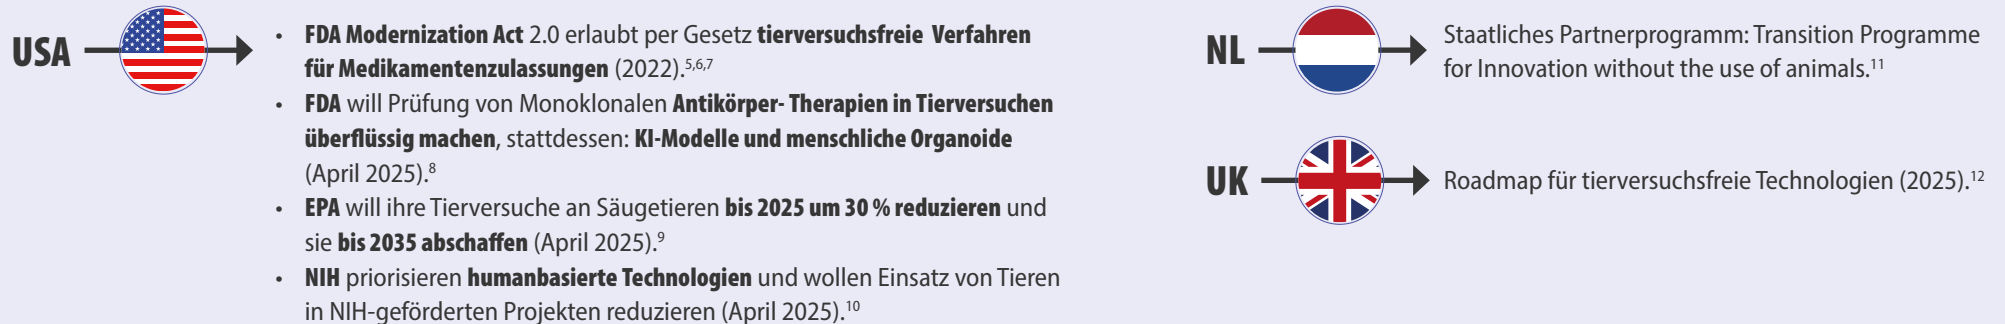 USA
• FDA Modernization Act 2.0 erlaubt per Gesetz tierversuchsfreie Verfahren
für Medikamentenzulassungen (2022).5,6,7
• FDA will Prüfung von Monoklonalen Antikörper- Therapien in Tierversuchen
überflüssig machen, stattdessen: KI-Modelle und menschliche Organoide
(April 2025).8
• EPA will ihre Tierversuche an Säugetieren bis 2025 um 30 % reduzieren und
sie bis 2035 abschaffen (April 2025).9
• NIH priorisieren humanbasierte Technologien und wollen Einsatz von Tieren
in NIH-geförderten Projekten reduzieren (April 2025).10
NL
Staatliches Partnerprogramm: Transition Programme
for Innovation without the use of animals.11
UK
Roadmap für tierversuchsfreie Technologien (2025).12